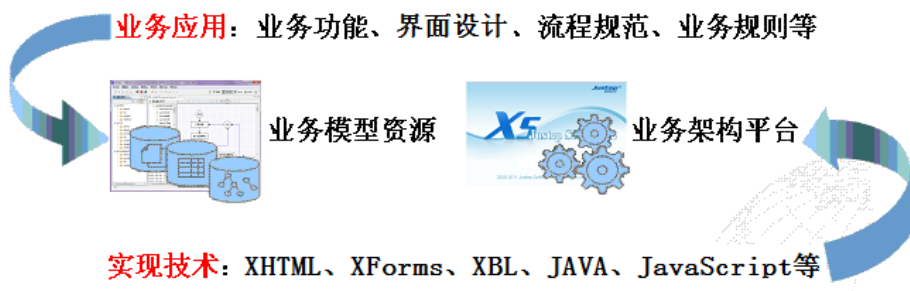 业务应用：业务功能、界面设计、流程规范、业务规则等
业务模型资源
Justep
X5
业务架构平台
实现技术：XHTML、XForms、XBL、JAVA、JavaScript等